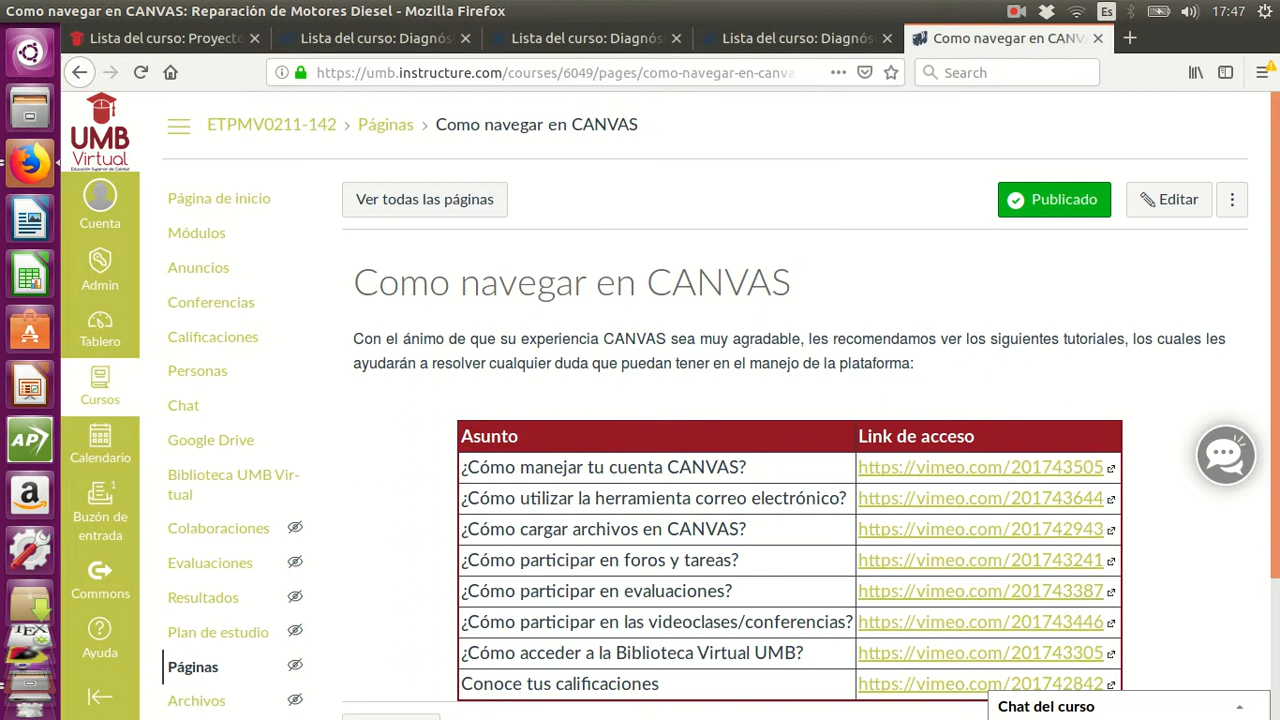 Como navegar en CANVAS: Reparación de Motores Diesel - Mozilla Firefox
Es
17:47
Lista del curso: Proyecto
Lista del curso: Diagnós
Lista del curso: Diagnós
Lista del curso: Diagnós
Como navegar en CANVA
https://umb.instructure.com/courses/6049/pages/como-navegar-en-canva
Search
UMB
Virtual
Educación Superior de Calidad
ETPMV0211-142 > Páginas > Como navegar en CANVAS
Cuenta
Admin
Tablero
Cursos
Calendario
1
Buzón de
entrada
Commons
Ayuda
Página de inicio
Módulos
Anuncios
Conferencias
Calificaciones
Personas
Chat
Google Drive
Biblioteca UMB Vir-
tual
Colaboraciones
Evaluaciones
Resultados
Plan de estudio
Páginas
Archivos
Ver todas las páginas
Publicado
Editar
Como navegar en CANVAS
Con el ánimo de que su experiencia CANVAS sea muy agradable, les recomendamos ver los siguientes tutoriales, los cuales les
ayudarán a resolver cualquier duda que puedan tener en el manejo de la plataforma:
Asunto Link de acceso
¿Cómo manejar tu cuenta CANVAS? https://vimeo.com/201743505
¿Cómo utilizar la herramienta correo electrónico? https://vimeo.com/201743644
¿Cómo cargar archivos en CANVAS? https://vimeo.com/201742943
¿Cómo participar en foros y tareas? https://vimeo.com/201743241
¿Cómo participar en evaluaciones? https://vimeo.com/201743387
¿Cómo participar en las videoclases/conferencias? https://vimeo.com/201743446
¿Cómo acceder a la Biblioteca Virtual UMB? https://vimeo.com/201743305
Conoce tus calificaciones https://vimeo.com/201742842
Chat del curso
AP
TEX